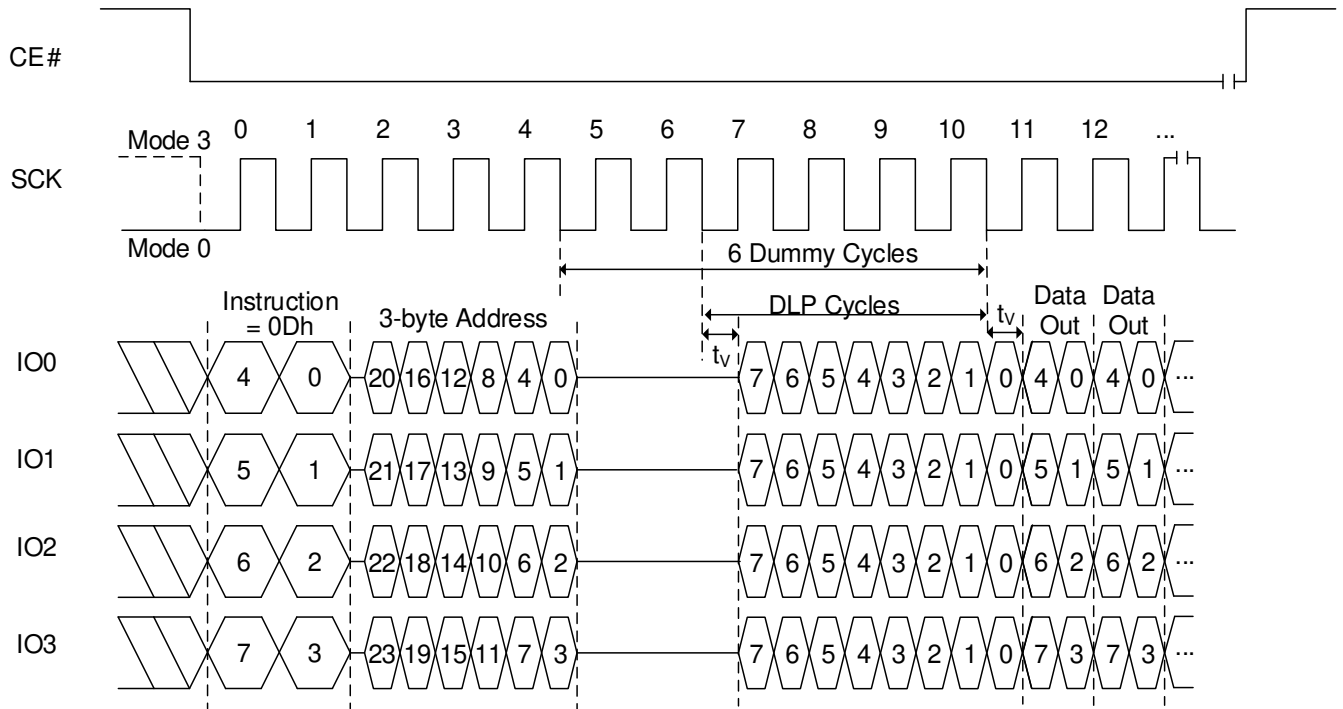 CE#
0 1 2 3 4 5 6 7 8 9 10 11 12 ...
Mode 3
SCK
Mode 0
6 Dummy Cycles
Instruction
= 0Dh
3-byte Address
DLP Cycles
tV
Data
Out
Data
Out
tV
IO0
4 0 20 16 12 8 4 0 7 6 5 4 3 2 1 0 4 0 4 0 ...
IO1
5 1 21 17 13 9 5 1 7 6 5 4 3 2 1 0 5 1 5 1 ...
IO2
6 2 22 18 14 10 6 2 7 6 5 4 3 2 1 0 6 2 6 2 ...
IO3
7 3 23 19 15 11 7 3 7 6 5 4 3 2 1 0 7 3 7 3 ...